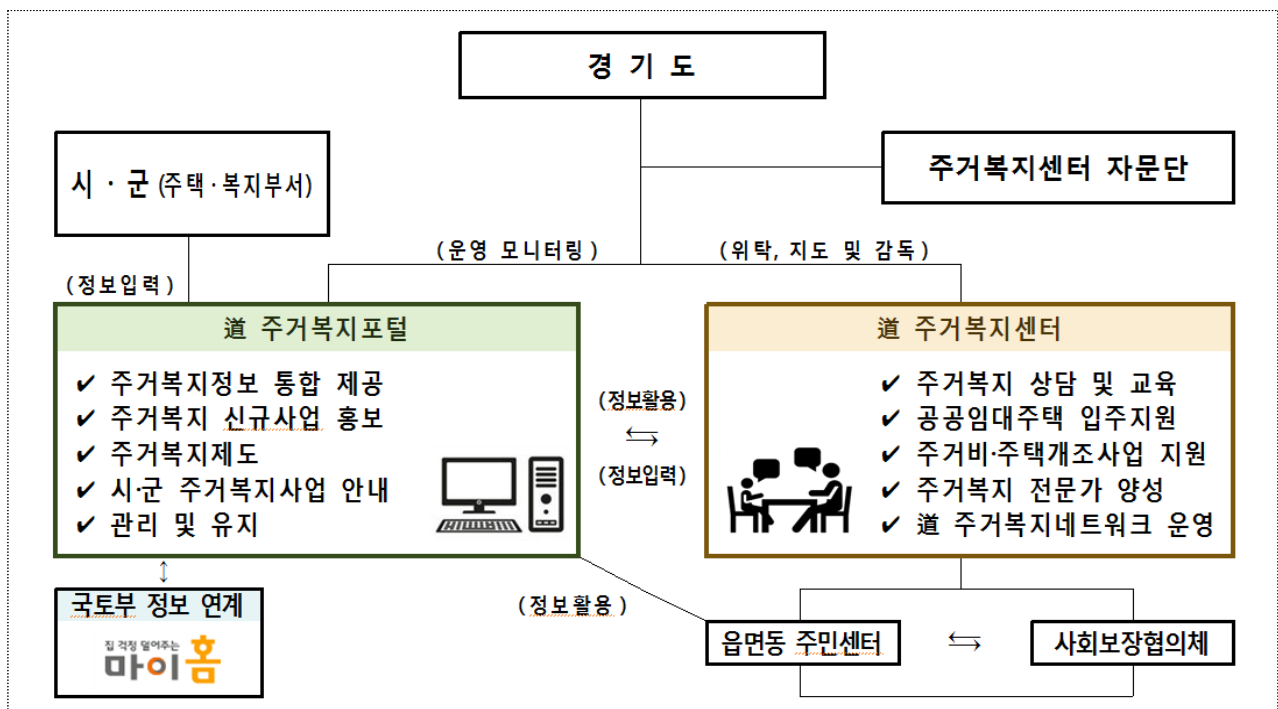 경 기 도
시 · 군 (주택·복지부서)
주거복지센터 자문단
(운영 모니터링)
(위탁, 지도 및 감독)
(정보입력)
道 주거복지포털
✔ 주거복지정보 통합 제공
✔ 주거복지 신규사업 홍보
✔ 주거복지제도
✔ 시·군 주거복지사업 안내
✔ 관리 및 유지
(정보활용)
⇆
(정보입력)
道 주거복지센터
✔ 주거복지 상담 및 교육
✔ 공공임대주택 입주지원
✔ 주거비·주택개조사업 지원
✔ 주거복지 전문가 양성
✔ 道 주거복지네트워크 운영
↕
국토부 정보 연계
집 걱정 덜어주는
마이홈
(정보활용)
읍면동 주민센터
⇆
사회보장협의체